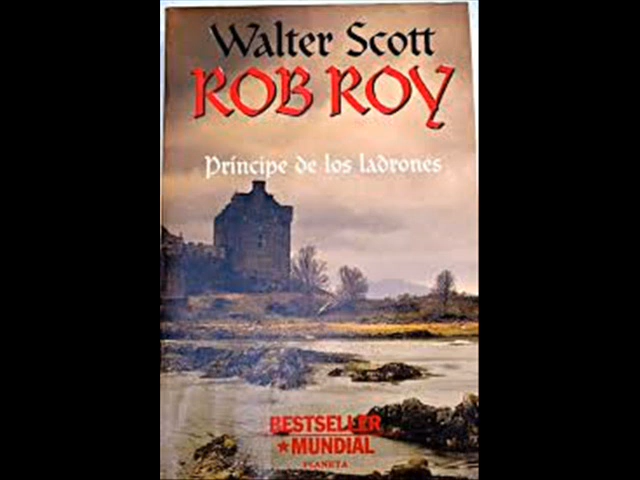 Walter Scott
ROB ROY
Príncipe de los ladrones
BESTSELLER
★ MUNDIAL
PLANETA